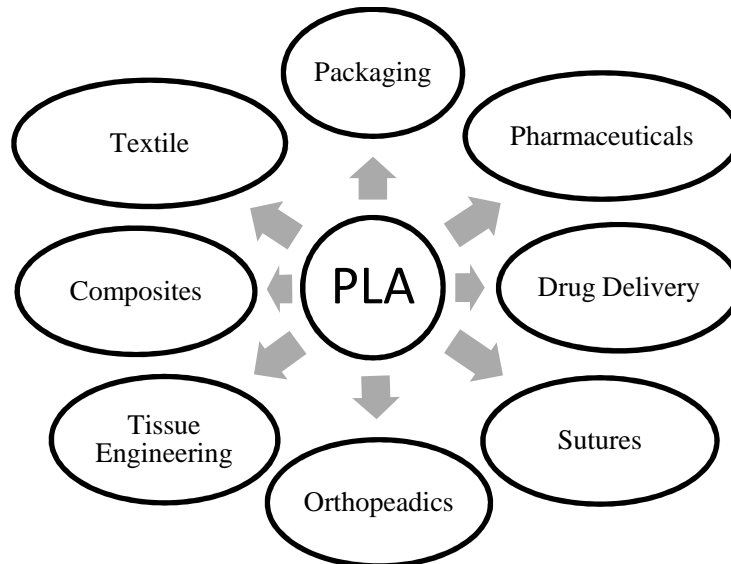 Packaging
Textile
Pharmaceuticals
Composites
PLA
Drug Delivery
Tissue
Engineering
Sutures
Orthopeadics